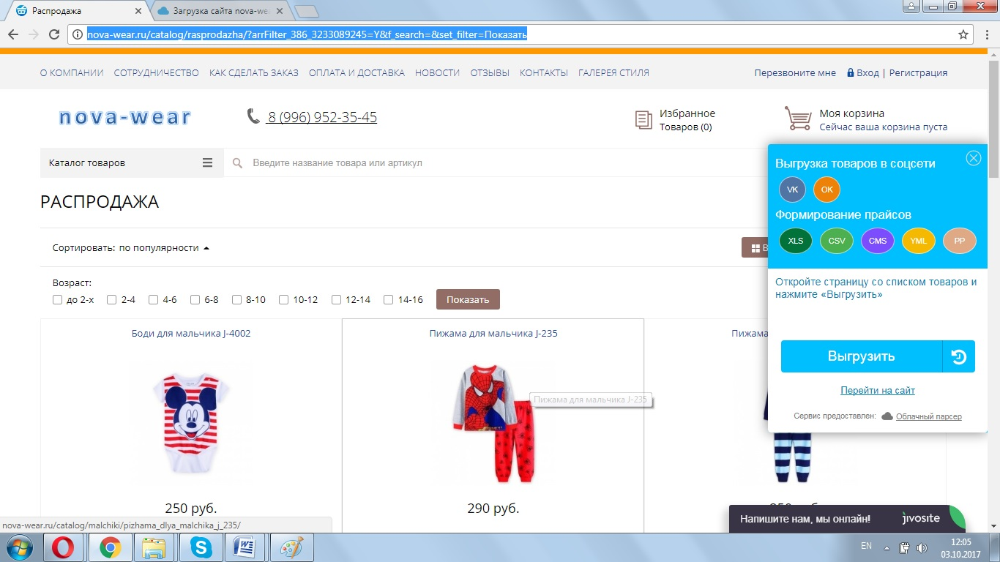 Распродажа
Загрузка сайта nova-wea
nova-wear.ru/catalog/rasprodazha/?arrFilter_386_3233089245=Y&f_search=&set_filter=Показать
О КОМПАНИИ СОТРУДНИЧЕСТВО КАК СДЕЛАТЬ ЗАКАЗ ОПЛАТА И ДОСТАВКА НОВОСТИ ОТЗЫВЫ КОНТАКТЫ ГАЛЕРЕЯ СТИЛЯ
Перезвоните мне Вход | Регистрация
nova-wear
8 (996) 952-35-45
Избранное
Товаров (0)
Моя корзина
Сейчас ваша корзина пуста
Каталог товаров
Введите название товара или артикул
РАСПРОДАЖА
Сортировать: по популярности
В
Возраст:
до 2-х 2-4 4-6 6-8 8-10 10-12 12-14 14-16 Показать
Выгрузка товаров в соцсети
VK OK
Формирование прайсов
XLS CSV CMS YML PP
Откройте страницу со списком товаров и
нажмите «Выгрузить»
Выгрузить
Перейти на сайт
Сервис предоставлен: Облачный парсер
Боди для мальчика J-4002
Пижама для мальчика J-235
Пижама
Пижама для мальчика J-235
250 руб.
290 руб.
Напишите нам, мы онлайн! jivosite
nova-wear.ru/catalog/malchiki/pizhama_dlya_malchika_j_235/
EN
12:05
03.10.2017